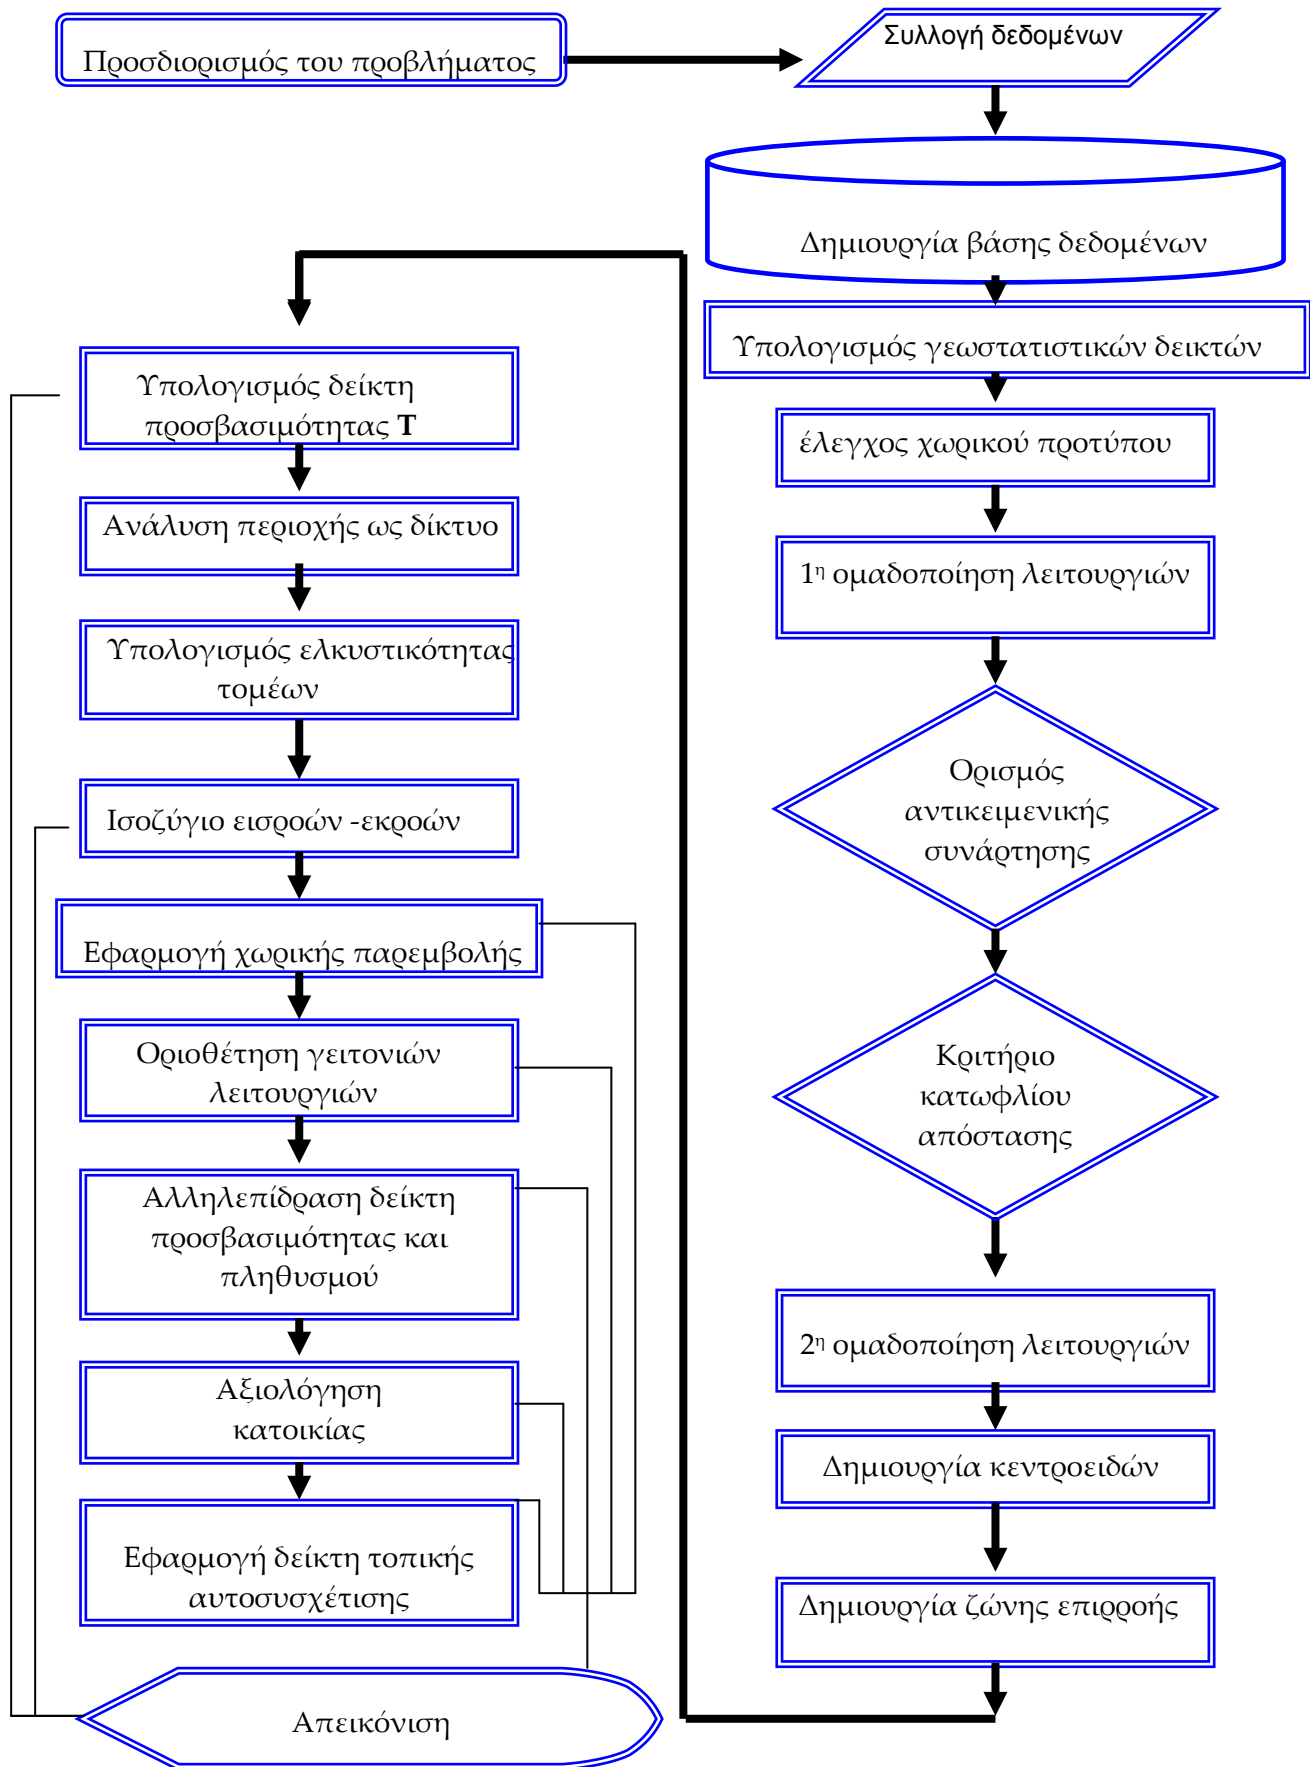 Προσδιορισμός του προβλήματος
Συλλογή δεδομένων
Δημιουργία βάσης δεδομένων
Υπολογισμός γεωστατιστικών δεικτών
έλεγχος χωρικού προτύπου
1η ομαδοποίηση λειτουργιών
Ορισμός
αντικειμενικής
συνάρτησης
Κριτήριο
κατωφλίου
απόστασης
2η ομαδοποίηση λειτουργιών
Δημιουργία κεντροειδών
Δημιουργία ζώνης επιρροής
Υπολογισμός δείκτη
προσβασιμότητας Τ
Ανάλυση περιοχής ως δίκτυο
Υπολογισμός ελκυστικότητας
τομέων
Ισοζύγιο εισροών -εκροών
Εφαρμογή χωρικής παρεμβολής
Οριοθέτηση γειτονιών
λειτουργιών
Αλληλεπίδραση δείκτη
προσβασιμότητας και
πληθυσμού
Αξιολόγηση
κατοικίας
Εφαρμογή δείκτη τοπικής
αυτοσυσχέτισης
Απεικόνιση